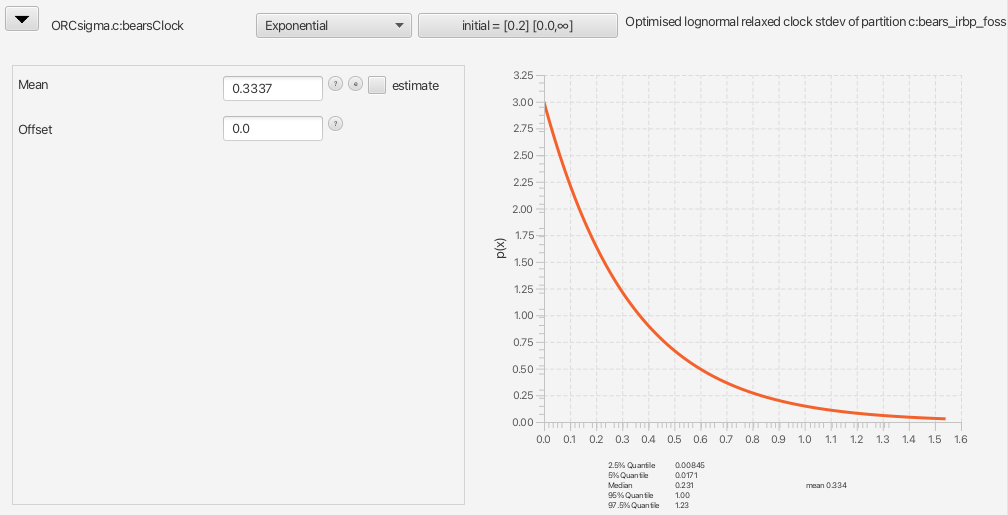 ORCsigma.c:bearsClock
Exponential
initial = [0.2] [0.0,∞]
Optimised lognormal relaxed clock stdev of partition c:bears_irbp_foss
Mean
0.3337
?
e
estimate
Offset
0.0
?
p(x)
3.25
3.00
2.75
2.50
2.25
2.00
1.75
1.50
1.25
1.00
0.75
0.50
0.25
0.00
0.0 0.1 0.2 0.3 0.4 0.5 0.6 0.7 0.8 0.9 1.0 1.1 1.2 1.3 1.4 1.5 1.6
2.5% Quantile 0.00845
5% Quantile 0.0171
Median 0.231
mean 0.334
95% Quantile 1.00
97.5% Quantile 1.23